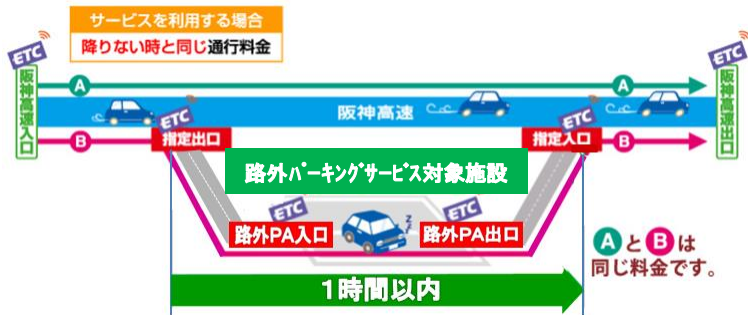 サービスを利用する場合
降りない時と同じ通行料金
ETC
阪神高速入口
A
A
ETC
阪神高速出口
阪神高速
ETC
ETC
B
指定出口
指定入口
B
路外パーキングサービス対象施設
ETC
ETC
路外PA入口
z
z
路外PA出口
AとBは
同じ料金です。
1時間以内